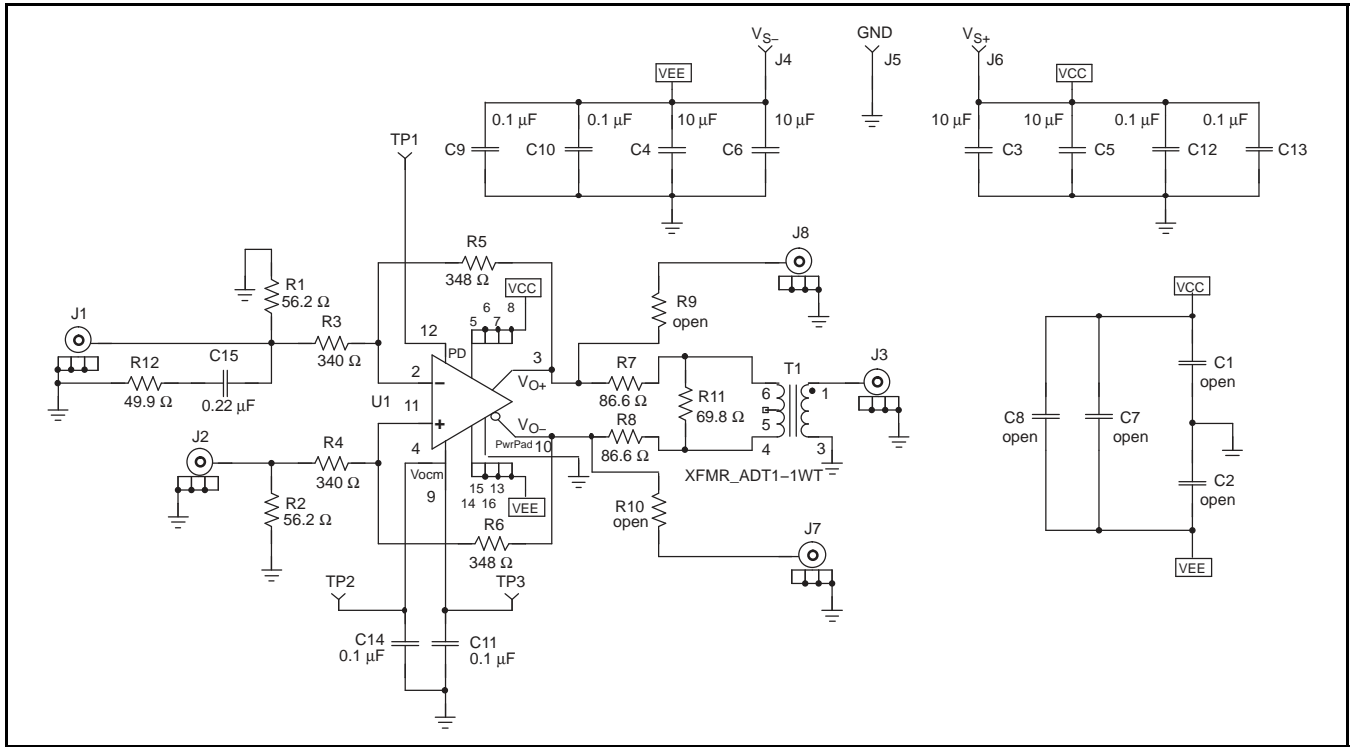 VS– GND VS+
J4 J5 J6
VEE VCC
0.1 µF 0.1 µF 10 µF 10 µF 10 µF 10 µF 0.1 µF 0.1 µF
TP1
C9 C10 C4 C6 C3 C5 C12 C13
J8
R5
348 Ω
VCC
R1
56.2 Ω
6 8
5 7
R9
open
VCC
J1
R3
340 Ω
12
PD
3
R12
49.9 Ω
C15
0.22 µF
2
–
VO+
R7
86.6 Ω
R11
69.8 Ω
T1
6
5
4
1
3
J3
C1
open
U1
11
+
VO–
R8
86.6 Ω
C8
open
C7
open
J2
R4
340 Ω
4
PwrPad
10
XFMR_ADT1–1WT
Vocm
9
15 13
14 16
VEE
C2
open
R2
56.2 Ω
R10
open
R6
348 Ω
J7
VEE
TP2 TP3
C14
0.1 µF
C11
0.1 µF